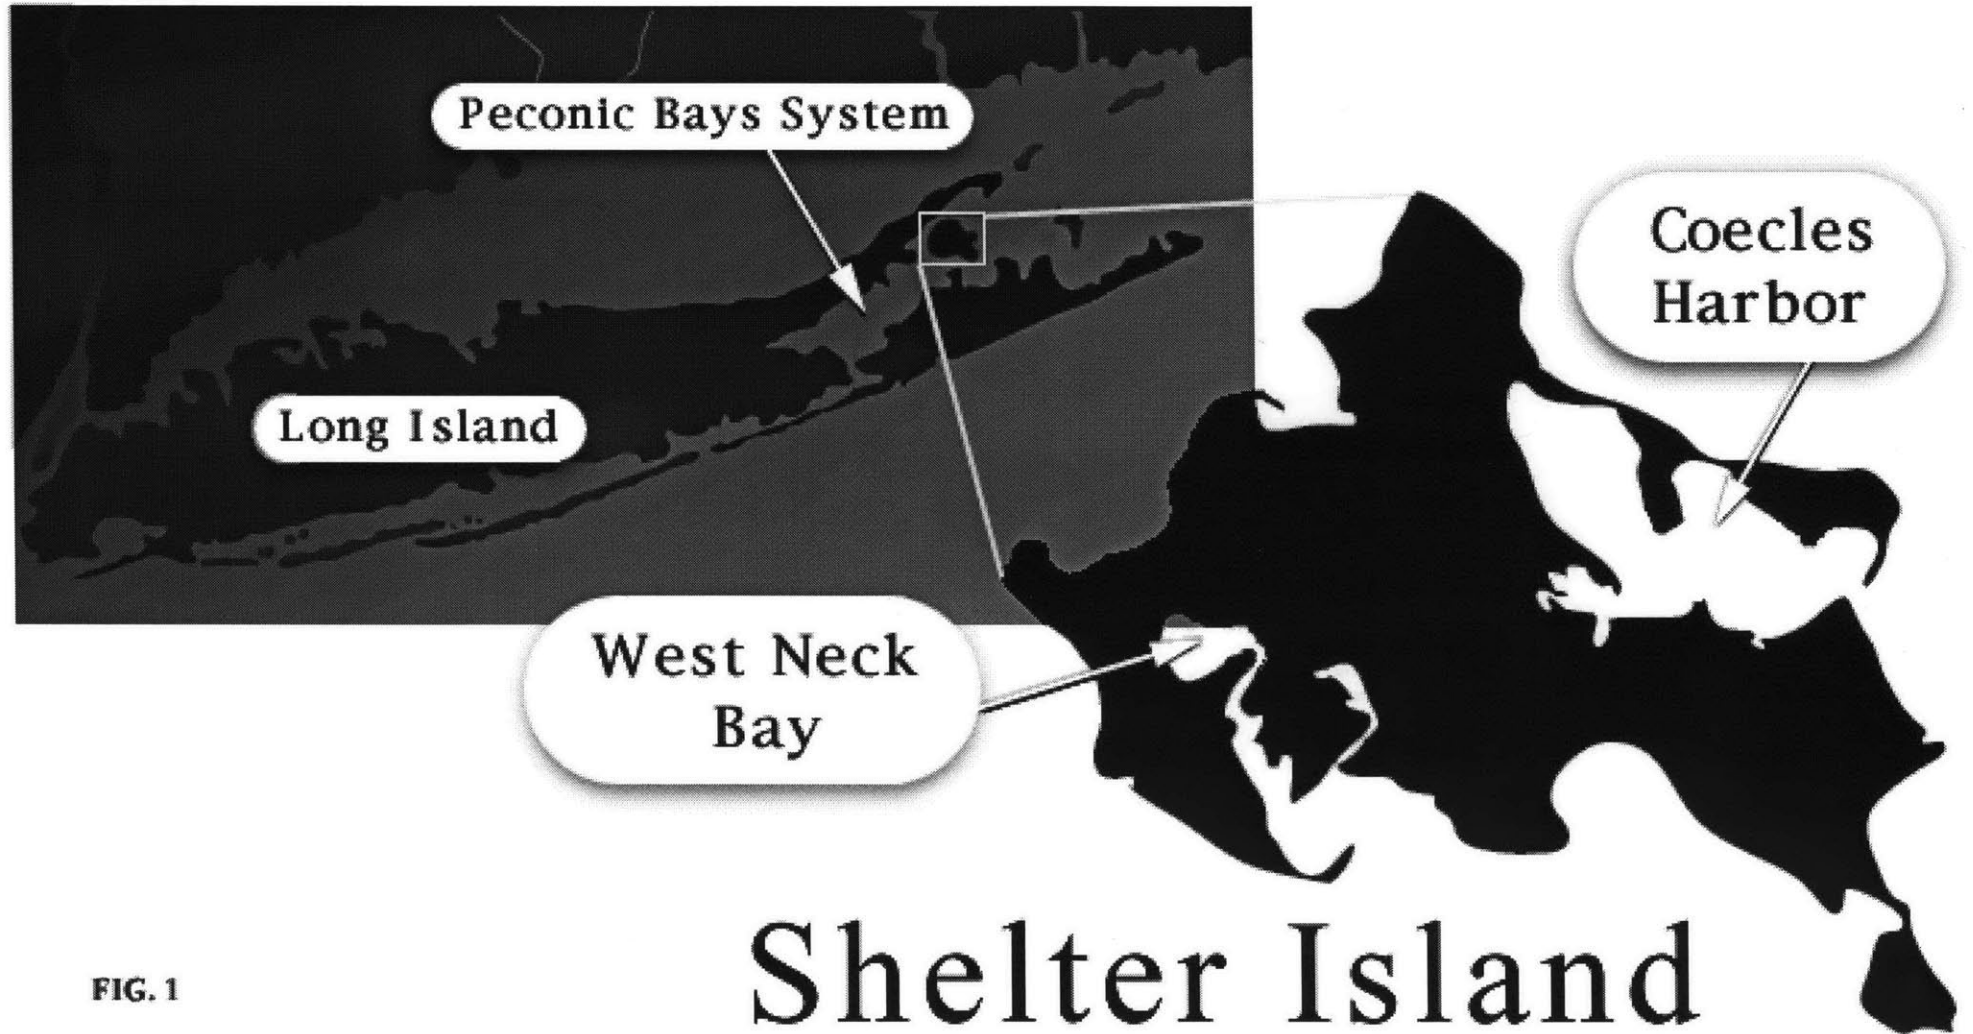 Peconic Bays System
Coecles
Harbor
Long Island
West Neck
Bay
Shelter Island
FIG. 1